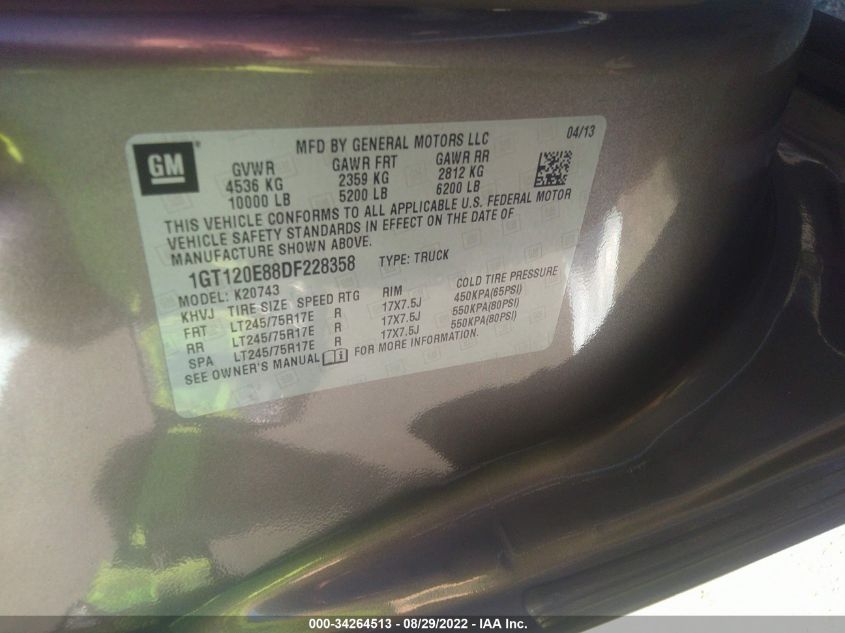 MFD BY GENERAL MOTORS LLC 04/13
GM
GVWR GAWR FRT GAWR RR
4536 KG 2359 KG 2812 KG
10000 LB 5200 LB 6200 LB
THIS VEHICLE CONFORMS TO ALL APPLICABLE U.S. FEDERAL MOTOR
VEHICLE SAFETY STANDARDS IN EFFECT ON THE DATE OF
MANUFACTURE SHOWN ABOVE.
1GT120E88DF228358 TYPE: TRUCK
MODEL: K20743
KHVJ TIRE SIZE SPEED RTG RIM COLD TIRE PRESSURE
FRT LT245/75R17E R 17X7.5J 450KPA(65PSI)
RR LT245/75R17E R 17X7.5J 550KPA(80PSI)
SPA LT245/75R17E R 17X7.5J 550KPA(80PSI)
SEE OWNER'S MANUAL i FOR MORE INFORMATION.
000-34264513 - 08/29/2022 - IAA Inc.